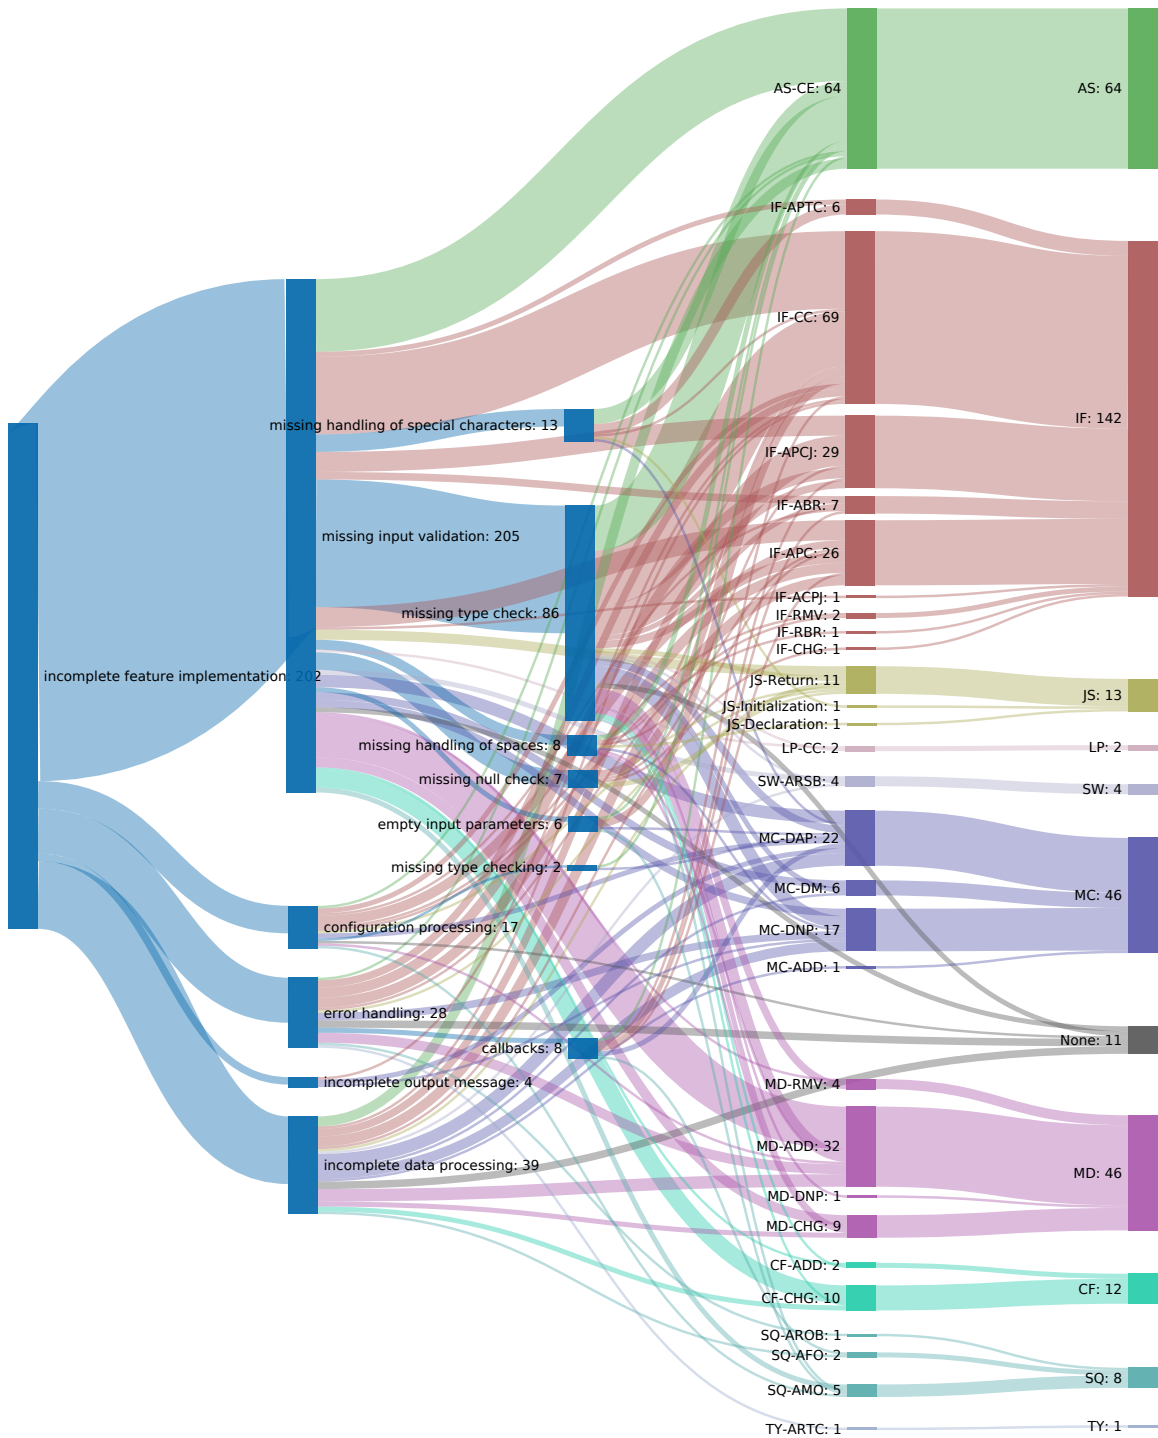 AS-CE: 64
AS: 64
IF-APTC: 6
IF-CC: 69
IF: 142
missing handling of special characters: 13
IF-APCJ: 29
IF-ABR: 7
missing input validation: 205
IF-APC: 26
IF-ACPJ: 1
missing type check: 86
IF-RMV: 2
IF-RBR: 1
IF-CHG: 1
incomplete feature implementation: 202
JS-Return: 11
JS: 13
JS-Initialization: 1
JS-Declaration: 1
missing handling of spaces: 8
LP-CC: 2
LP: 2
missing null check: 7
SW-ARSB: 4
SW: 4
empty input parameters: 6
MC-DAP: 22
missing type checking: 2
MC-DM: 6
MC: 46
configuration processing: 17
MC-DNP: 17
MC-ADD: 1
error handling: 28
callbacks: 8
None: 11
incomplete output message: 4
MD-RMV: 4
MD-ADD: 32
incomplete data processing: 39
MD: 46
MD-DNP: 1
MD-CHG: 9
CF-ADD: 2
CF-CHG: 10
CF: 12
SQ-AROB: 1
SQ-AFO: 2
SQ: 8
SQ-AMO: 5
TY-ARTC: 1
TY: 1